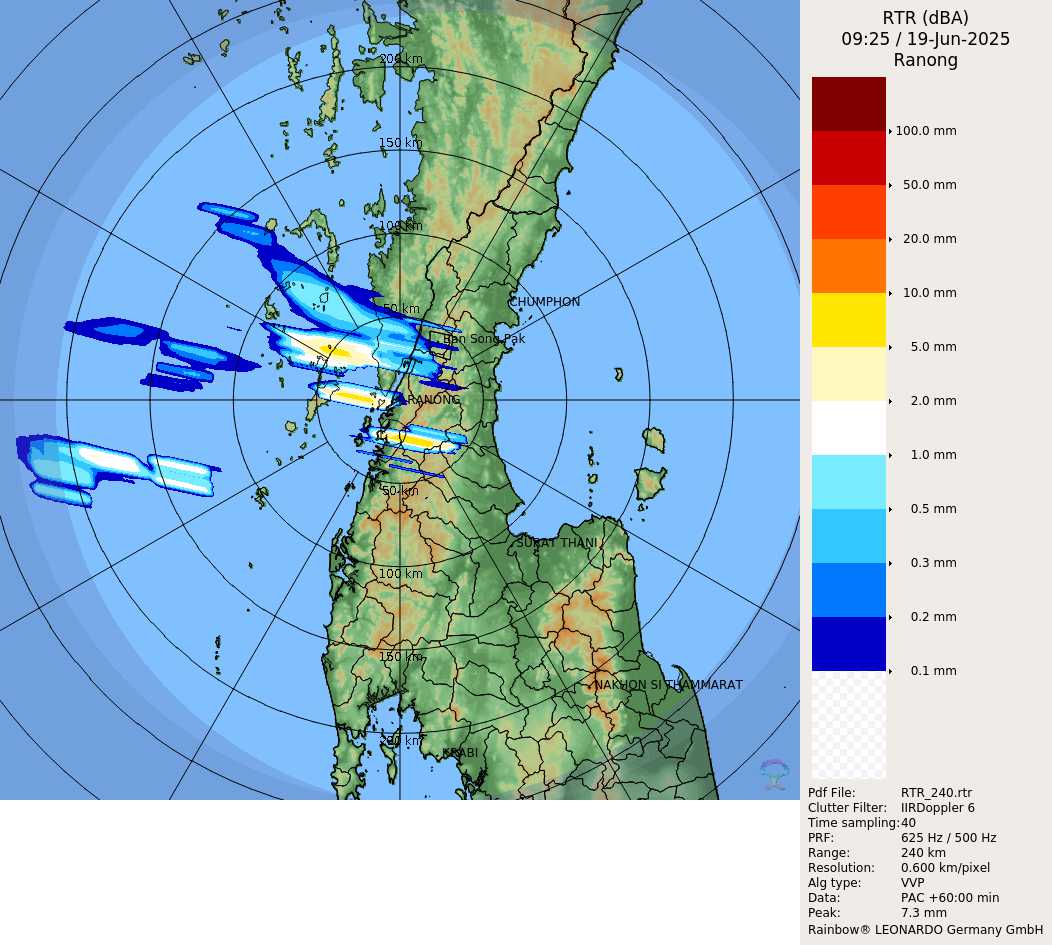 RTR (dBA)
09:25 / 19-Jun-2025
Ranong
200 km
150 km
100 km
50 km
CHUMPHON
Ban Song Pak
RANONG
50 km
SURAT THANI
100 km
150 km
NAKHON SI THAMMARAT
200 km
KRABI
100.0 mm
50.0 mm
20.0 mm
10.0 mm
5.0 mm
2.0 mm
1.0 mm
0.5 mm
0.3 mm
0.2 mm
0.1 mm
Pdf File: RTR_240.rtr
Clutter Filter: IIRDoppler 6
Time sampling:40
PRF: 625 Hz / 500 Hz
Range: 240 km
Resolution: 0.600 km/pixel
Alg type: VVP
Data: PAC +60:00 min
Peak: 7.3 mm
Rainbow® LEONARDO Germany GmbH